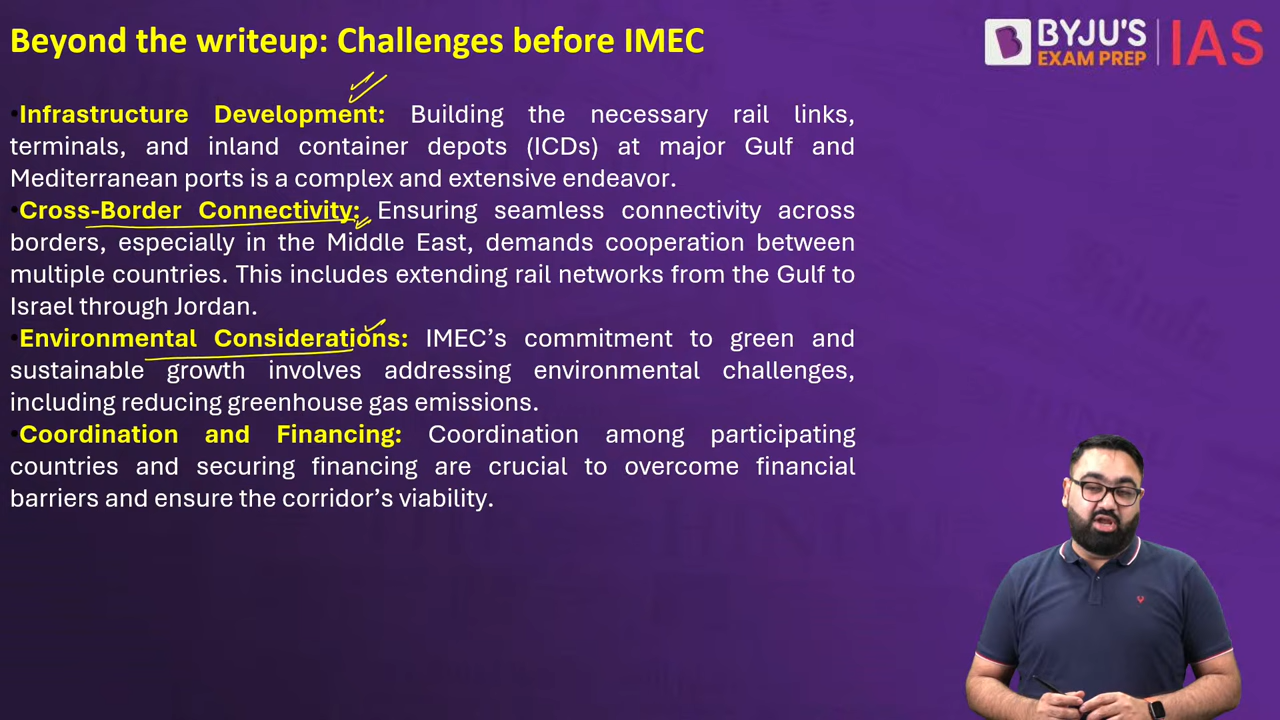 Beyond the writeup: Challenges before IMEC
BYJU'S
EXAM PREP
IAS
•Infrastructure Development: Building the necessary rail links,
terminals, and inland container depots (ICDs) at major Gulf and
Mediterranean ports is a complex and extensive endeavor.
•Cross-Border Connectivity: Ensuring seamless connectivity across
borders, especially in the Middle East, demands cooperation between
multiple countries. This includes extending rail networks from the Gulf to
Israel through Jordan.
•Environmental Considerations: IMEC’s commitment to green and
sustainable growth involves addressing environmental challenges,
including reducing greenhouse gas emissions.
•Coordination and Financing: Coordination among participating
countries and securing financing are crucial to overcome financial
barriers and ensure the corridor’s viability.